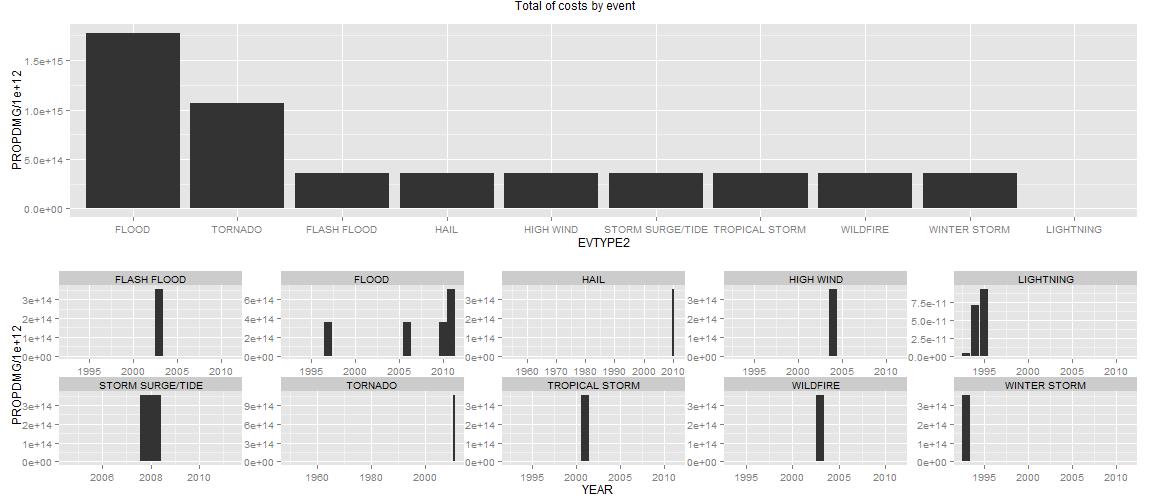 Total of costs by event
PROPDMG/1e+12
1.5e+15
1.0e+15
5.0e+14
0.0e+00
FLOOD TORNADO FLASH FLOOD HAIL HIGH WIND STORM SURGE/TIDE TROPICAL STORM WILDFIRE WINTER STORM LIGHTNING
EVTYPE2
PROPDMG/1e+12
FLASH FLOOD FLOOD HAIL HIGH WIND LIGHTNING
3e+14 6e+14 3e+14 3e+14 7.5e-11
2e+14 4e+14 2e+14 2e+14 5.0e-11
1e+14 2e+14 1e+14 1e+14 2.5e-11
0e+00 0e+00 0e+00 0e+00 0.0e+00
1995 2000 2005 2010 1995 2000 2005 2010 1960 1970 1980 1990 2000 2010 1995 2000 2005 2010 1995 2000 2005 2010
STORM SURGE/TIDE TORNADO TROPICAL STORM WILDFIRE WINTER STORM
3e+14 9e+14 3e+14 3e+14 3e+14
2e+14 6e+14 2e+14 2e+14 2e+14
1e+14 3e+14 1e+14 1e+14 1e+14
0e+00 0e+00 0e+00 0e+00 0e+00
2006 2008 2010 1960 1980 2000 1995 2000 2005 2010 1995 2000 2005 2010 1995 2000 2005 2010
YEAR